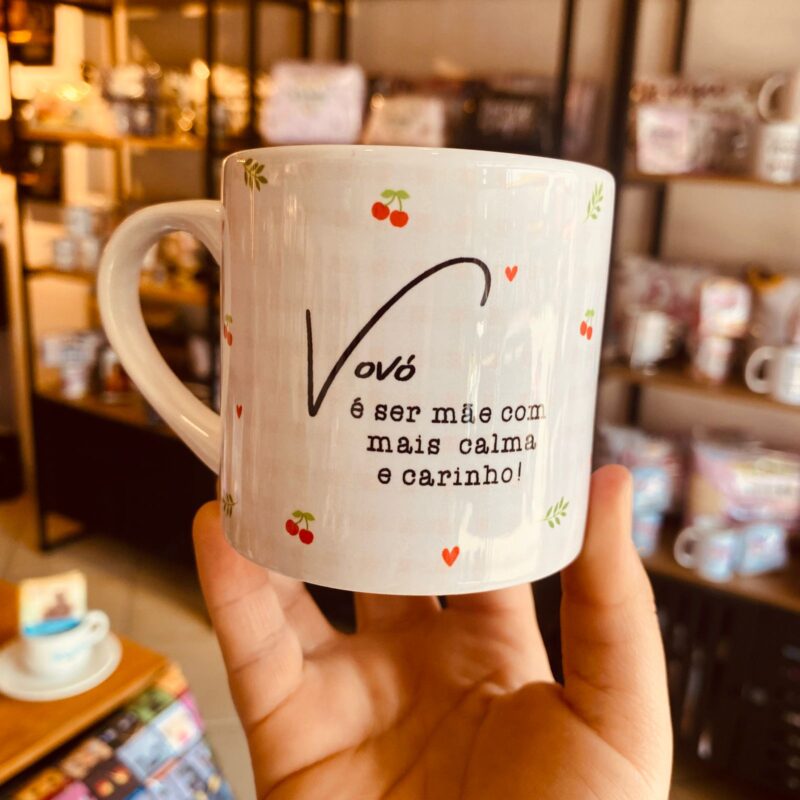 Vovó
é ser mãe com
mais calma
e carinho!